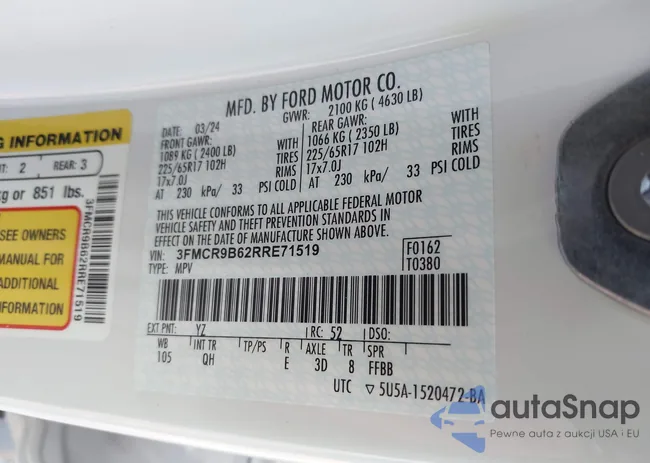 MFD. BY FORD MOTOR CO.
DATE: 03/24 GVWR: 2100 KG ( 4630 LB)
FRONT GAWR: REAR GAWR:
1089 KG ( 2400 LB) WITH 1066 KG ( 2350 LB) WITH
225/65R17 102H TIRES 225/65R17 102H TIRES
17x7.0J RIMS 17x7.0J RIMS
AT 230 kPa/ 33 PSI COLD AT 230 kPa/ 33 PSI COLD
THIS VEHICLE CONFORMS TO ALL APPLICABLE FEDERAL MOTOR
VEHICLE SAFETY AND THEFT PREVENTION STANDARDS IN
EFFECT ON THE DATE OF MANUFACTURE SHOWN ABOVE.
VIN: 3FMCR9B62RRE71519 F0162
TYPE: MPV T0380
EXT PNT: YZ RC: 52 DSO:
WB INT TR TP/PS R AXLE TR SPR
105 QH E 3D 8 FFBB
UTC ▽ 5U5A-1520472-BA
G INFORMATION
2 REAR: 3
kg or 851 lbs.
SEE OWNERS
MANUAL FOR
ADDITIONAL
INFORMATION
3FMCR9B62RRE71519
autaSnap
Pewne auta z aukcji USA i EU